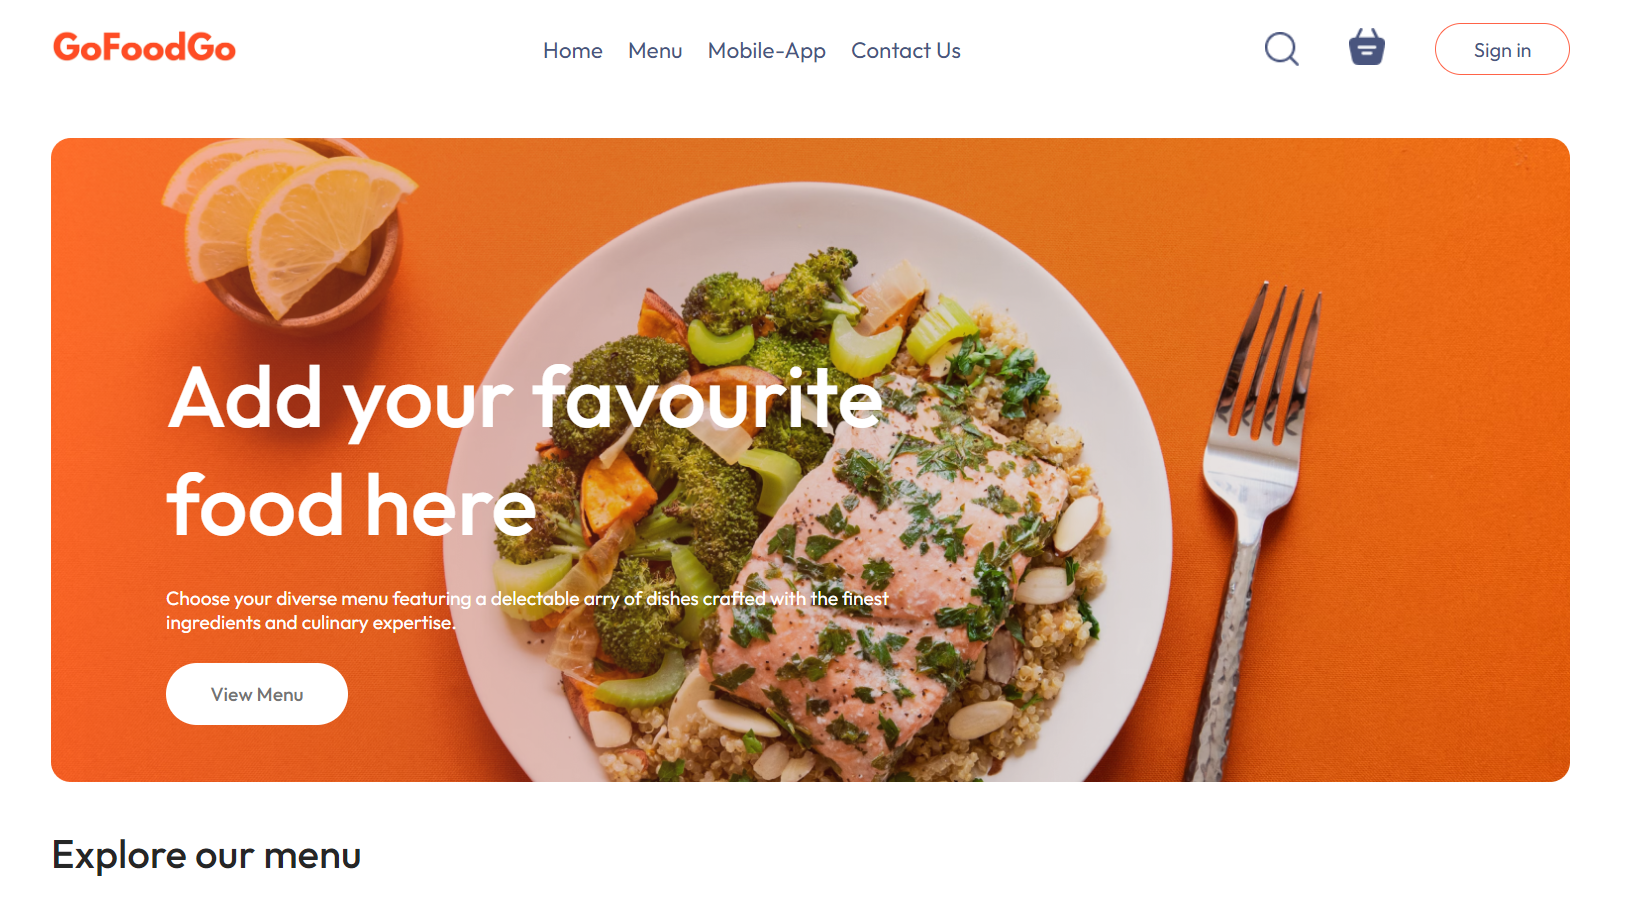 GoFoodGo
Home Menu Mobile-App Contact Us
Sign in
Add your favourite
food here
Choose your diverse menu featuring a delectable arry of dishes crafted with the finest
ingredients and culinary expertise.
View Menu
Explore our menu